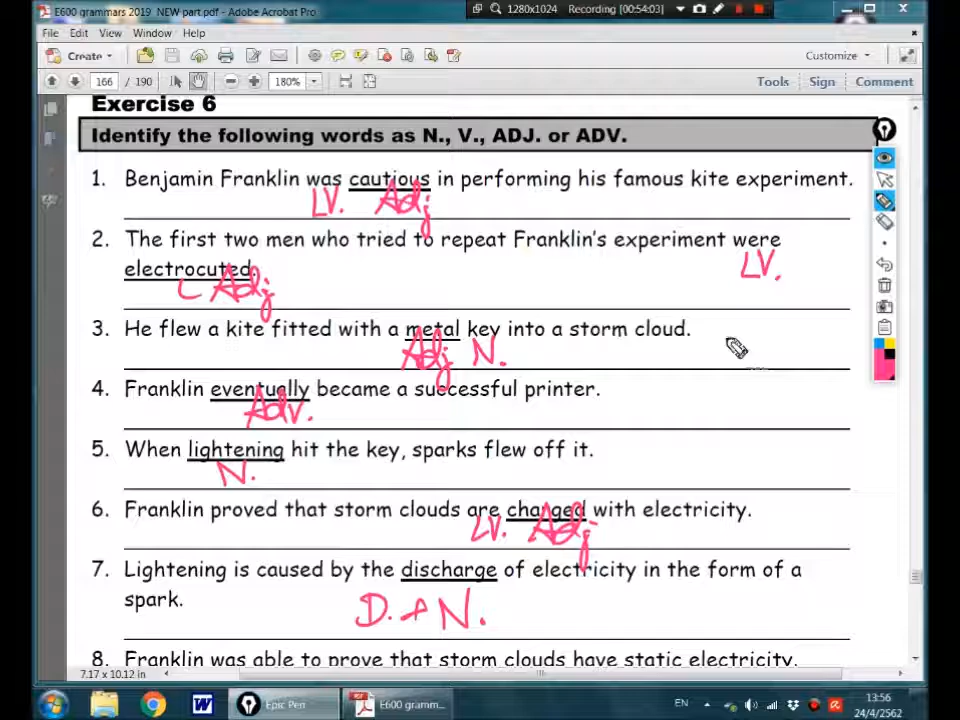 E600 grammars 2019 NEW part.pdf - Adobe Acrobat Pro
1280x1024 Recording [00:54:03]
File Edit View Window Help
Create Customize
166 / 190 180% Tools Sign Comment
Exercise 6
Identify the following words as N., V., ADJ. or ADV.
1. Benjamin Franklin was cautious in performing his famous kite experiment.
LV. Adj
2. The first two men who tried to repeat Franklin's experiment were
LV.
electrocuted.
Adj
3. He flew a kite fitted with a metal key into a storm cloud.
Adj N.
4. Franklin eventually became a successful printer.
Adv.
5. When lightening hit the key, sparks flew off it.
N.
6. Franklin proved that storm clouds are changed with electricity.
LV. Adj
7. Lightening is caused by the discharge of electricity in the form of a
spark.
D. + N.
8. Franklin was able to prove that storm clouds have static electricity.
7.17 x 10.12 in
Epic Pen E600 gramm... EN 13:56
24/4/2562